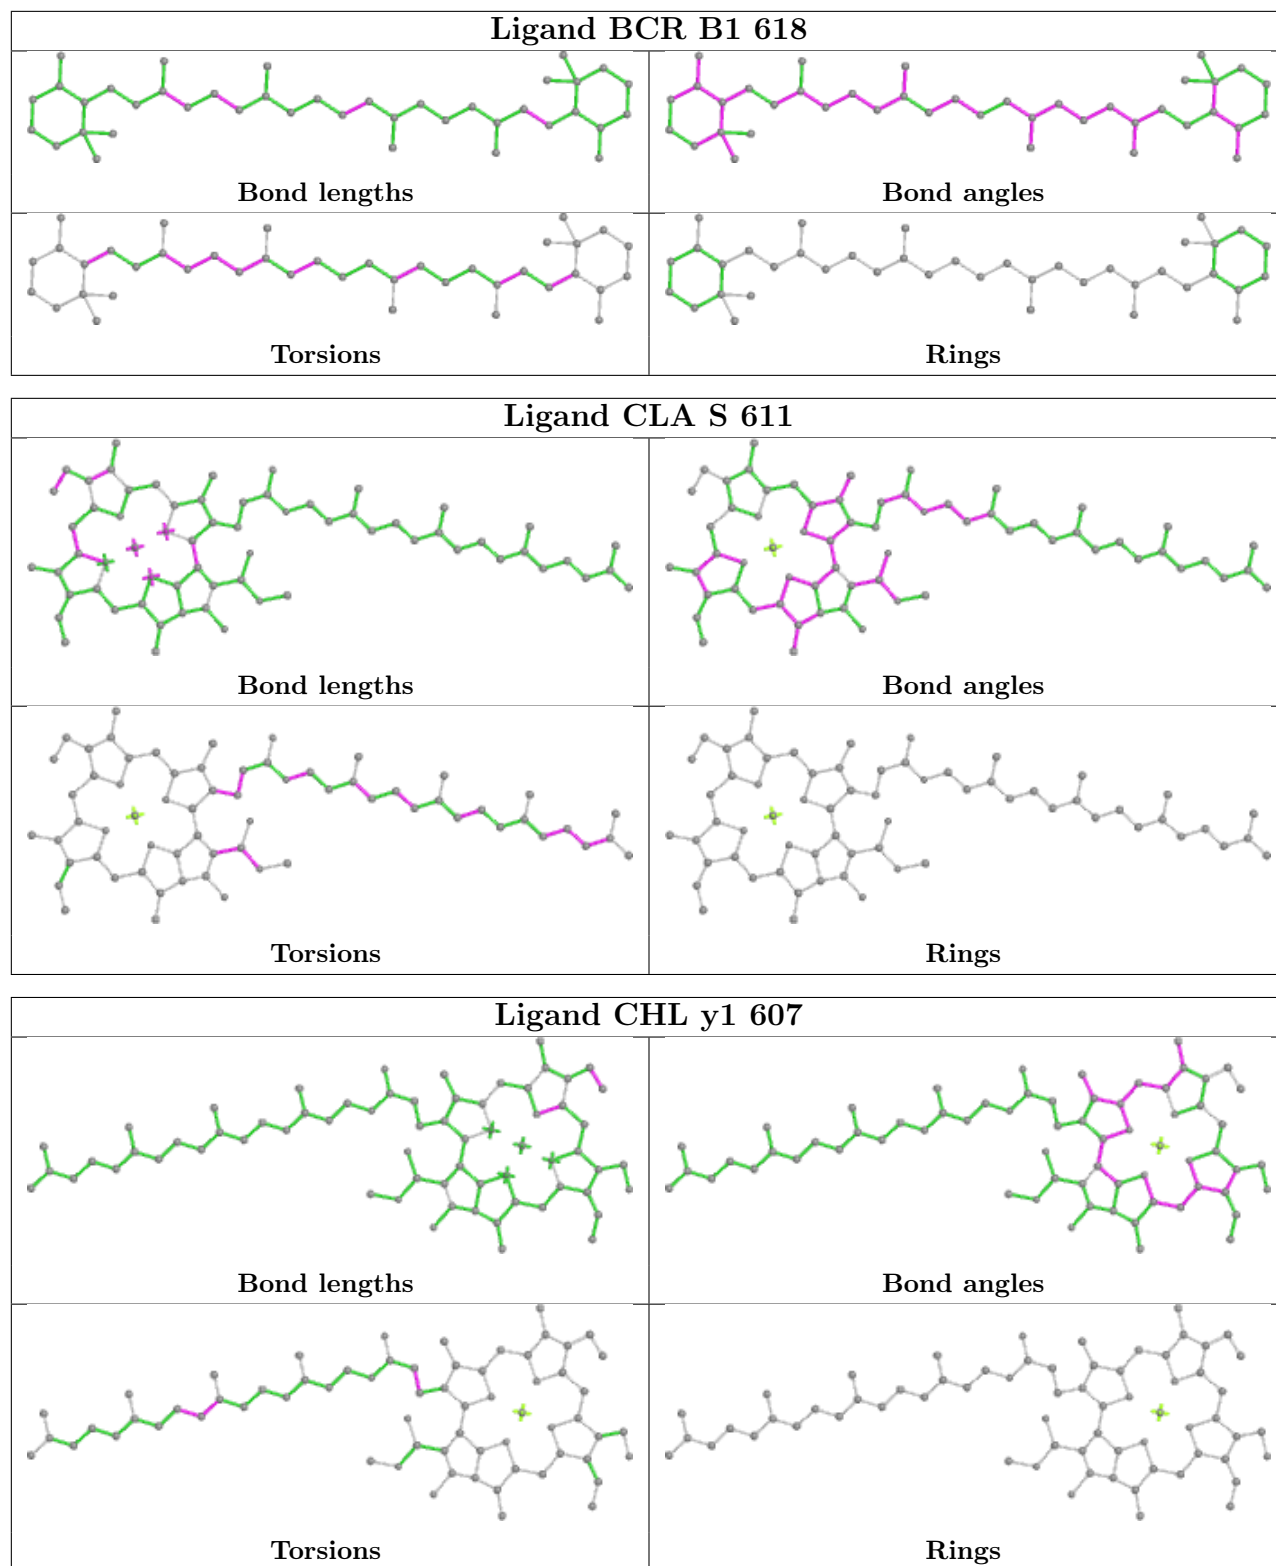 Ligand BCR B1 618
Bond lengths
Bond angles
Torsions
Rings
Ligand CLA S 611
Bond lengths
Bond angles
Torsions
Rings
Ligand CHL y1 607
Bond lengths
Bond angles
Torsions
Rings